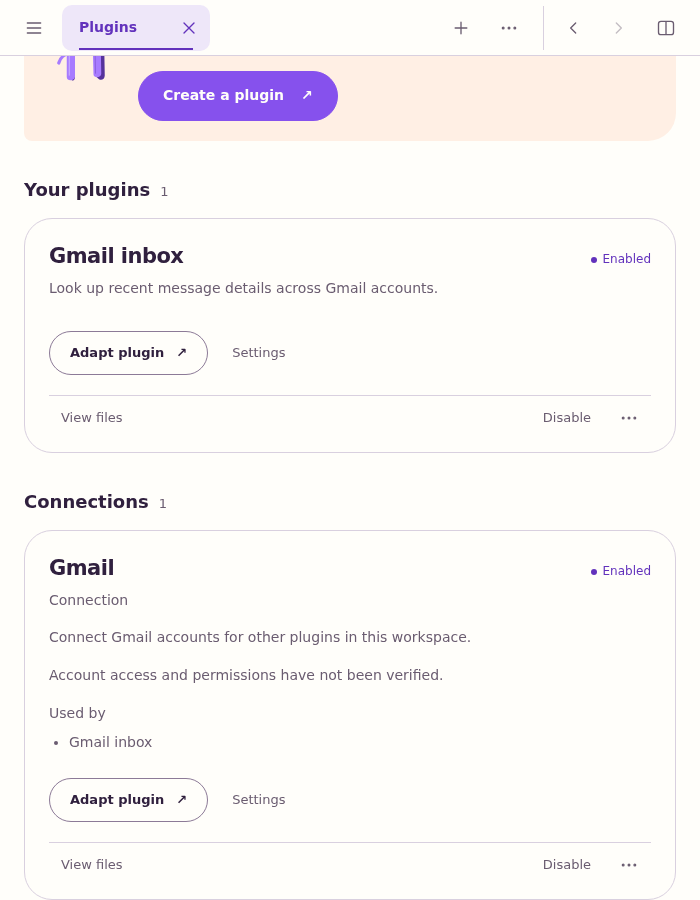 Plugins
Create a plugin ↗
Your plugins 1
Gmail inbox
Enabled
Look up recent message details across Gmail accounts.
Adapt plugin ↗ Settings
View files Disable
Connections 1
Gmail
Enabled
Connection
Connect Gmail accounts for other plugins in this workspace.
Account access and permissions have not been verified.
Used by
• Gmail inbox
Adapt plugin ↗ Settings
View files Disable